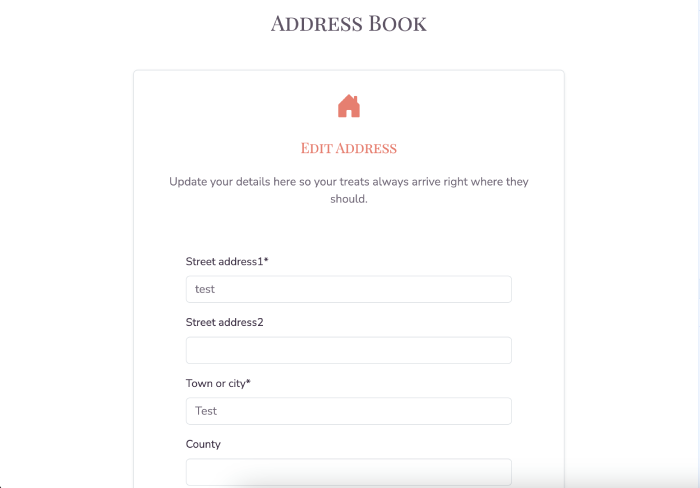 Address Book
Edit Address
Update your details here so your treats always arrive right where they
should.
Street address1*
test
Street address2
Town or city*
Test
County